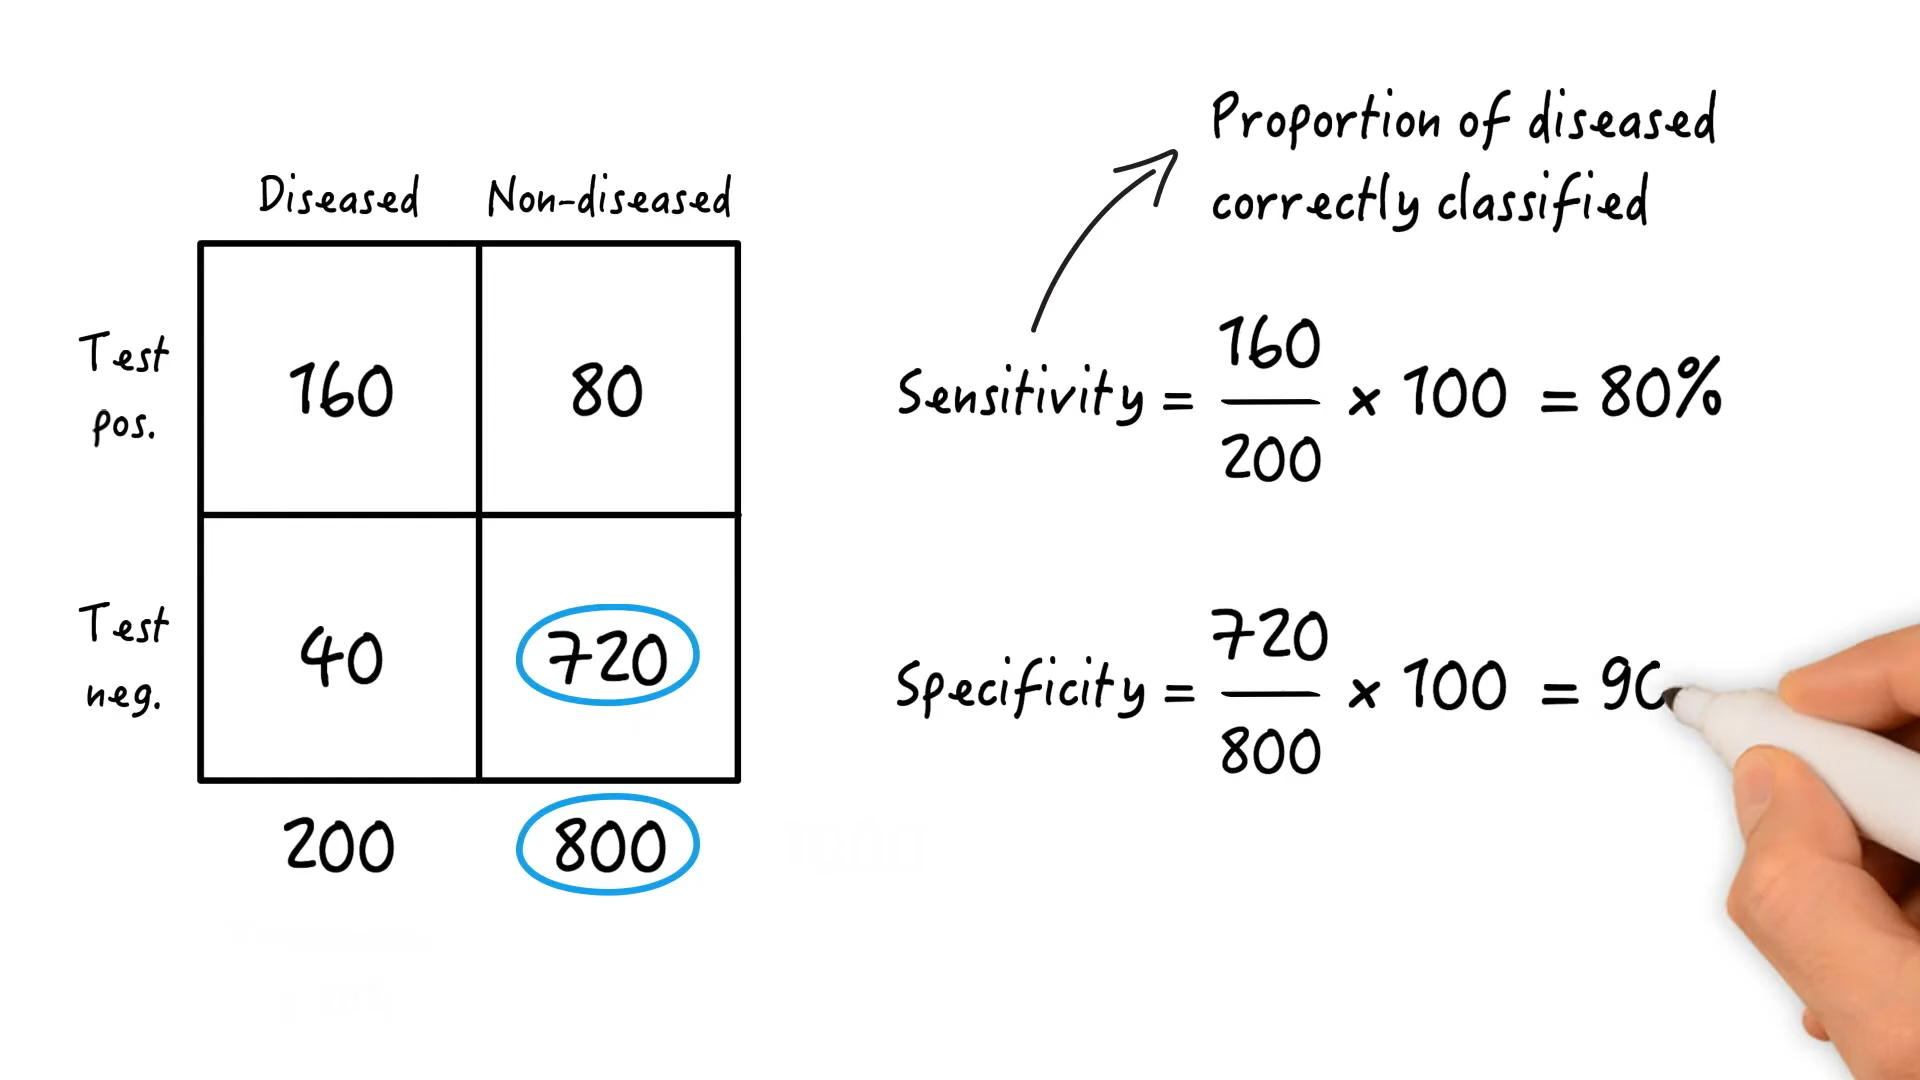 Diseased Non-diseased
Test pos. 160 80
Test neg. 40 720
200 800
Proportion of diseased
correctly classified
Sensitivity = 160/200 × 100 = 80%
Specificity = 720/800 × 100 = 90